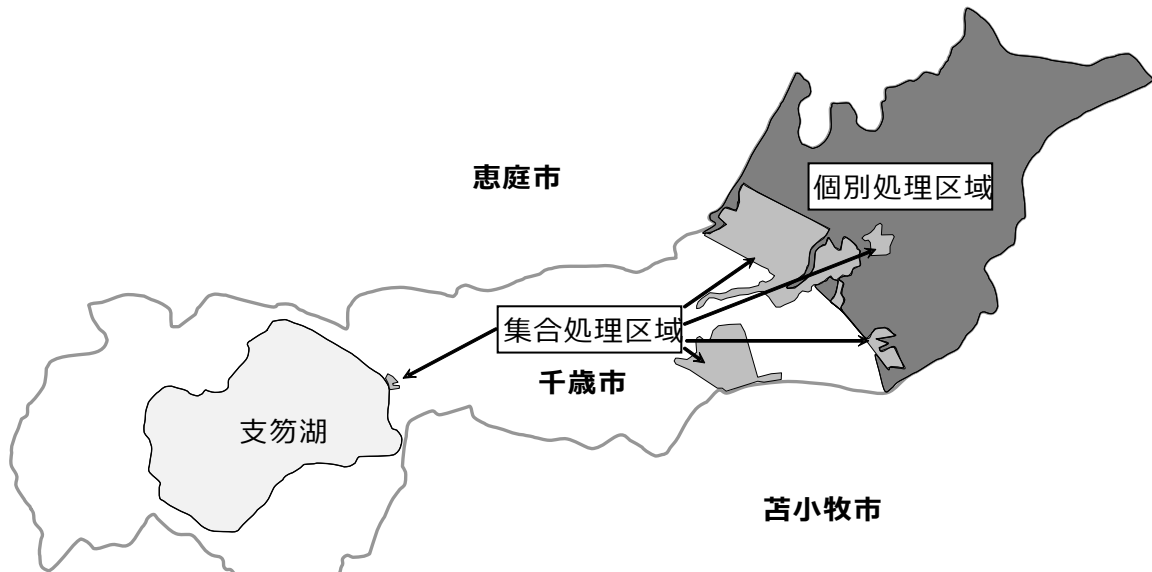 恵庭市
個別処理区域
集合処理区域
千歳市
支笏湖
苫小牧市